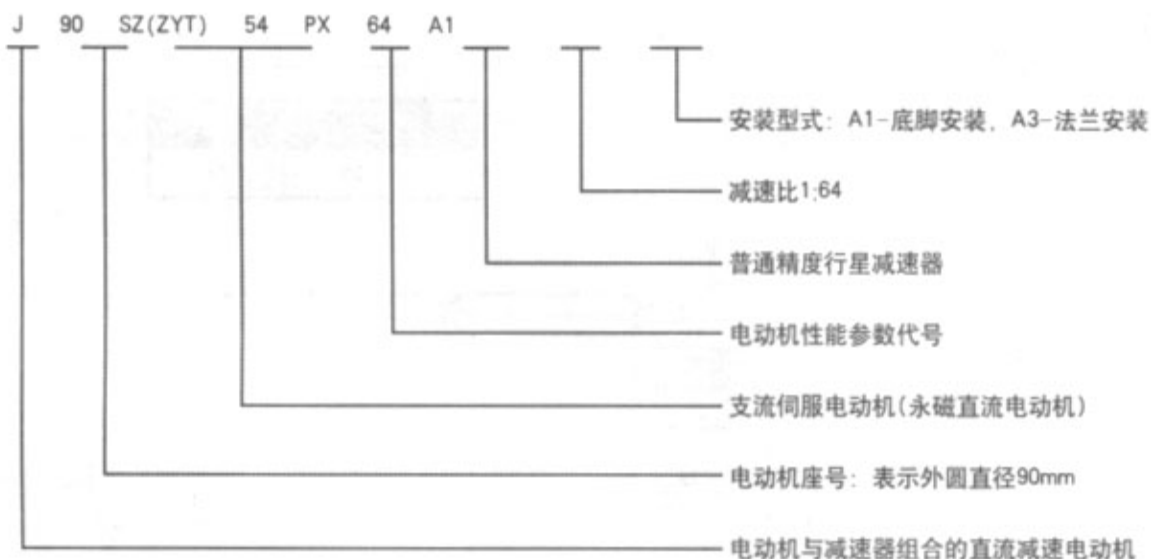 J 90 SZ(ZYT) 54 PX 64 A1
安装型式: A1-底脚安装, A3-法兰安装
减速比1:64
普通精度行星减速器
电动机性能参数代号
支流伺服电动机(永磁直流电动机)
电动机座号: 表示外圆直径90mm
电动机与减速器组合的直流减速电动机